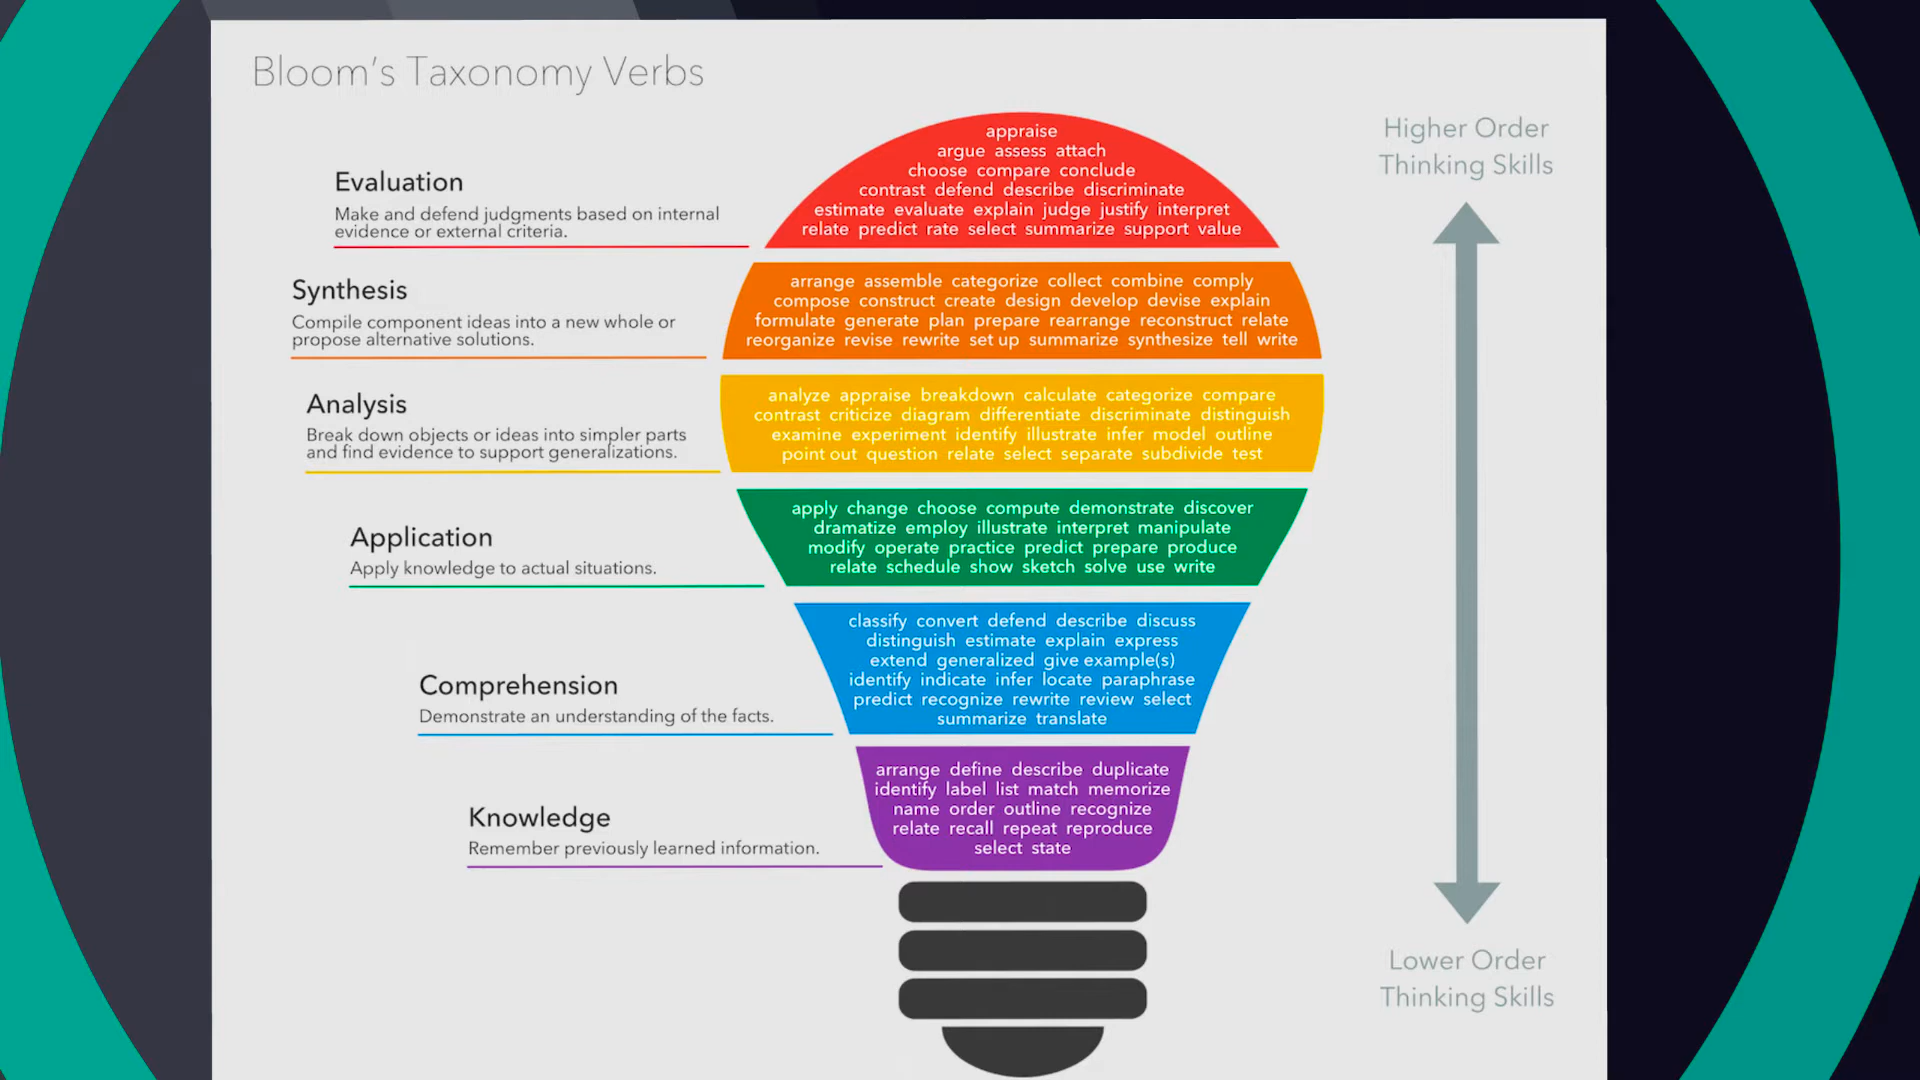 Bloom's Taxonomy Verbs
Higher Order
Thinking Skills
Evaluation
Make and defend judgments based on internal
evidence or external criteria.
appraise
argue assess attach
choose compare conclude
contrast defend describe discriminate
estimate evaluate explain judge justify interpret
relate predict rate select summarize support value
Synthesis
Compile component ideas into a new whole or
propose alternative solutions.
arrange assemble categorize collect combine comply
compose construct create design develop devise explain
formulate generate plan prepare rearrange reconstruct relate
reorganize revise rewrite set up summarize synthesize tell write
Analysis
Break down objects or ideas into simpler parts
and find evidence to support generalizations.
analyze appraise breakdown calculate categorize compare
contrast criticize diagram differentiate discriminate distinguish
examine experiment identify illustrate infer model outline
point out question relate select separate subdivide test
Application
Apply knowledge to actual situations.
apply change choose compute demonstrate discover
dramatize employ illustrate interpret manipulate
modify operate practice predict prepare produce
relate schedule show sketch solve use write
Comprehension
Demonstrate an understanding of the facts.
classify convert defend describe discuss
distinguish estimate explain express
extend generalized give example(s)
identify indicate infer locate paraphrase
predict recognize rewrite review select
summarize translate
Knowledge
Remember previously learned information.
arrange define describe duplicate
identify label list match memorize
name order outline recognize
relate recall repeat reproduce
select state
Lower Order
Thinking Skills